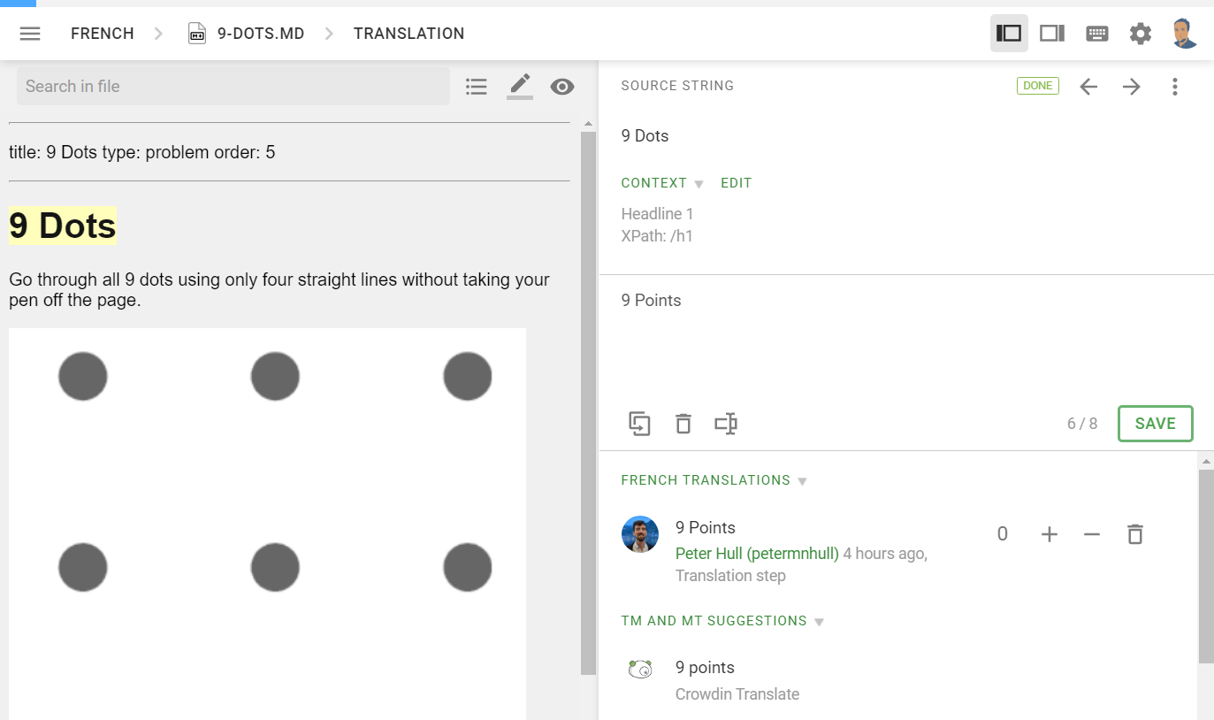 FRENCH
9-DOTS.MD
TRANSLATION
Search in file
title: 9 Dots type: problem order: 5
9 Dots
Go through all 9 dots using only four straight lines without taking your
pen off the page.
SOURCE STRING
DONE
9 Dots
CONTEXT
EDIT
Headline 1
XPath: /h1
9 Points
6 / 8
SAVE
FRENCH TRANSLATIONS
9 Points
0
Peter Hull (petermnhull) 4 hours ago,
Translation step
TM AND MT SUGGESTIONS
9 points
Crowdin Translate